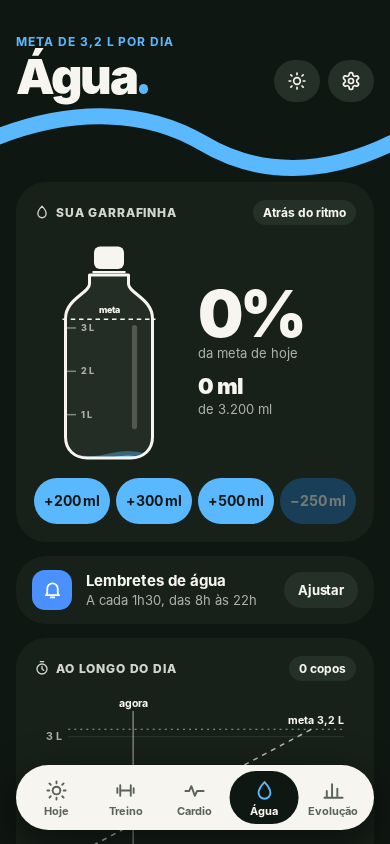 META DE 3,2 L POR DIA
Água.
SUA GARRAFINHA
Atrás do ritmo
meta
3 L
2 L
1 L
0%
da meta de hoje
0 ml
de 3.200 ml
+200 ml
+300 ml
+500 ml
−250 ml
Lembretes de água
A cada 1h30, das 8h às 22h
Ajustar
AO LONGO DO DIA
0 copos
agora
meta 3,2 L
3 L
Hoje
Treino
Cardio
Água
Evolução